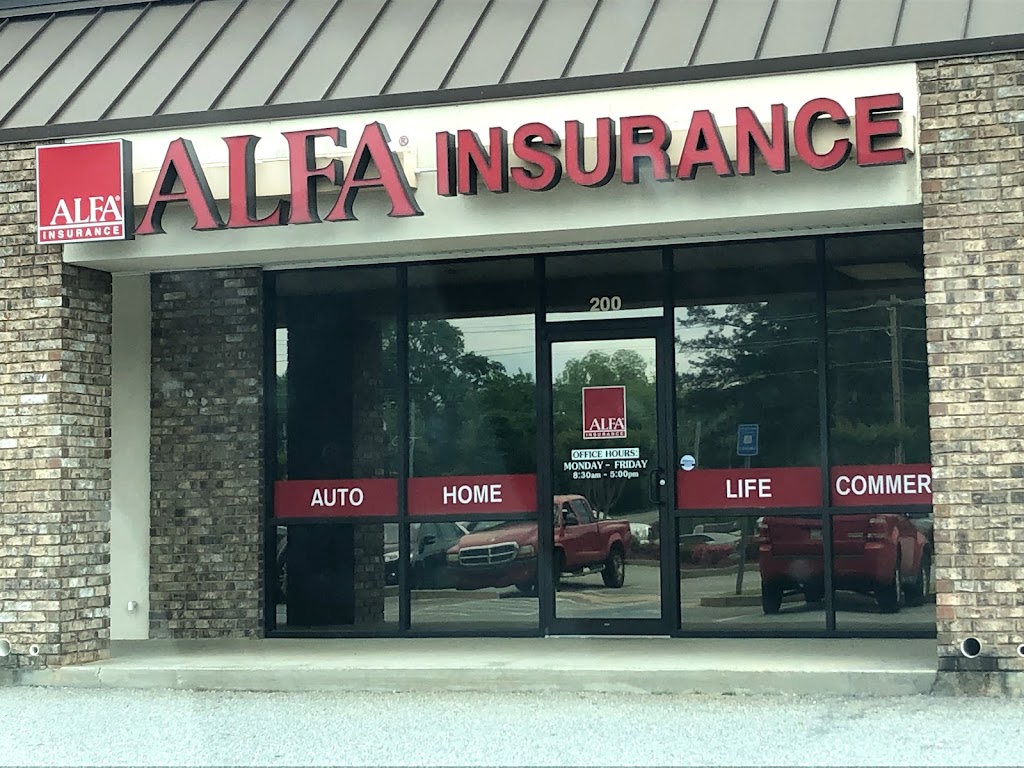 ALFA® INSURANCE
ALFA®
INSURANCE
200
ALFA®
INSURANCE
OFFICE HOURS:
MONDAY - FRIDAY
8:30am - 5:00pm
AUTO
HOME
LIFE
COMMER